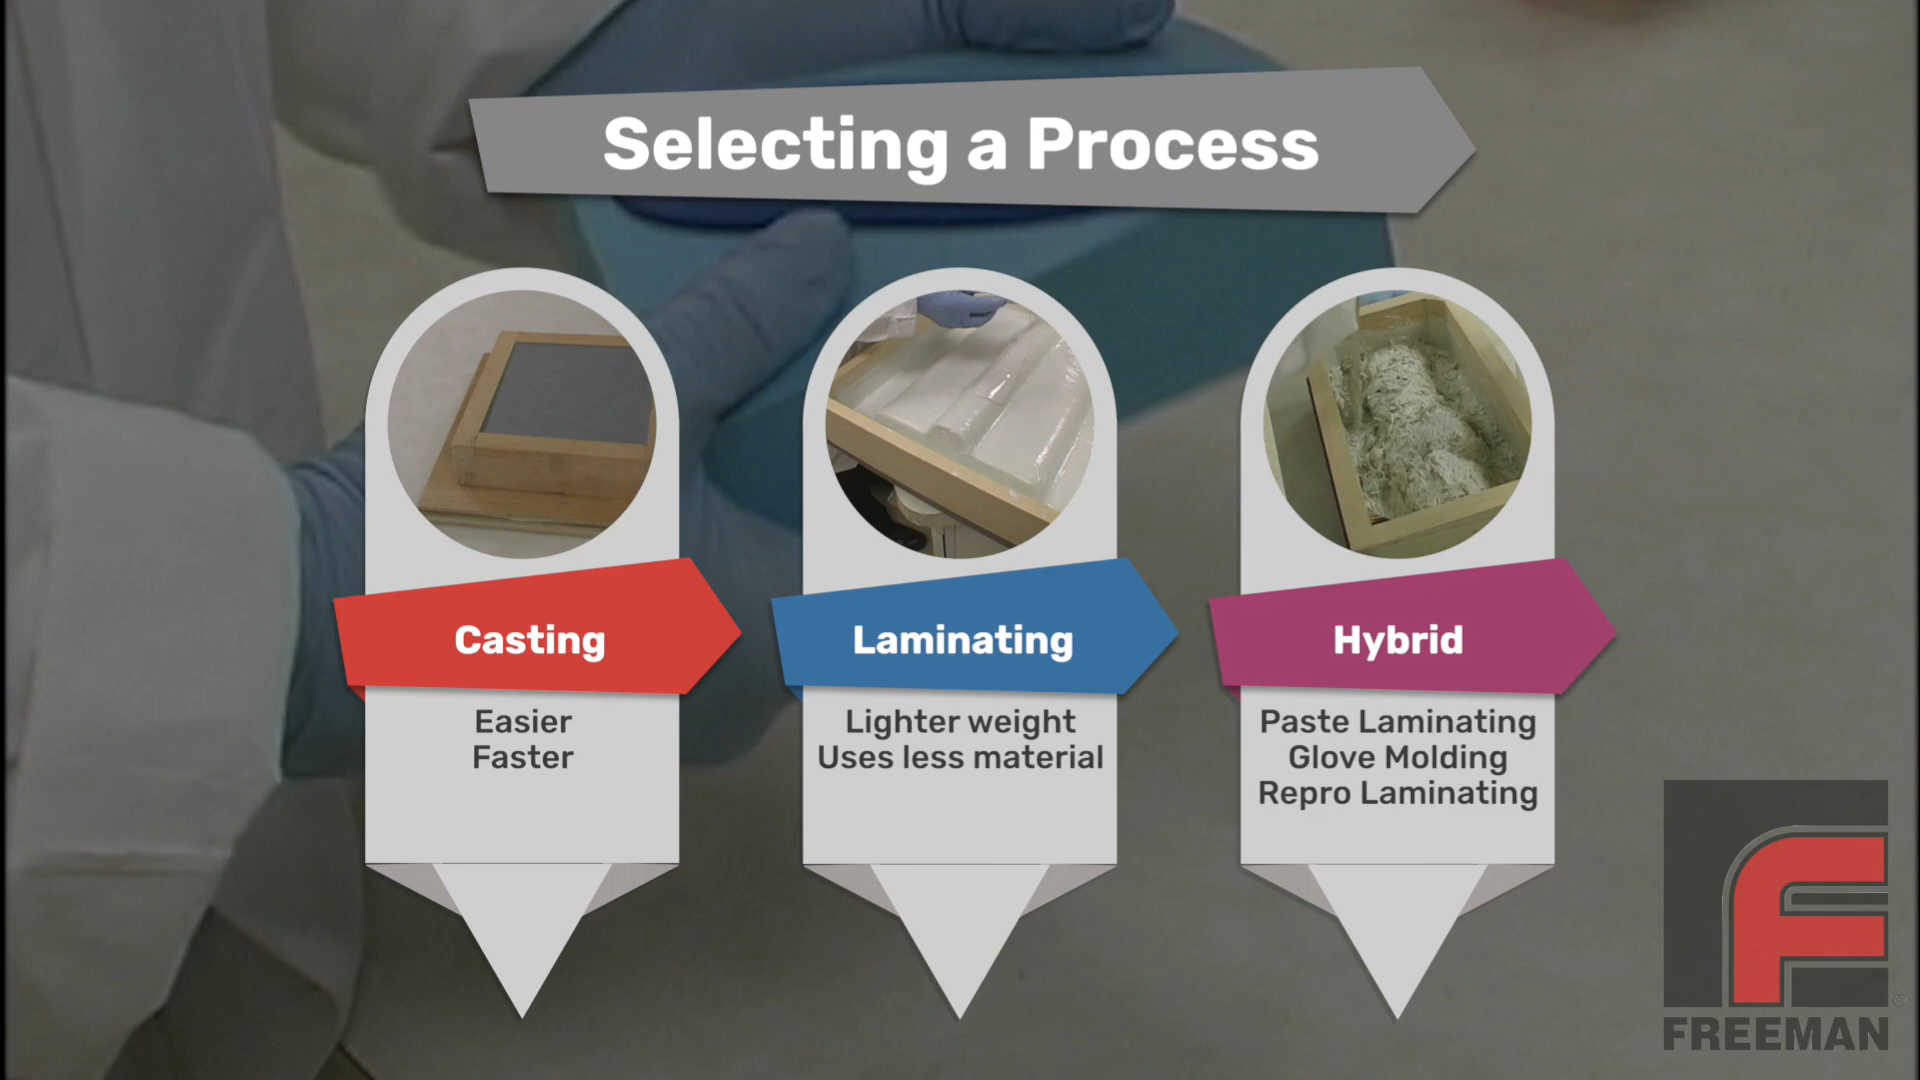 Selecting a Process
Casting
Easier
Faster
Laminating
Lighter weight
Uses less material
Hybrid
Paste Laminating
Glove Molding
Repro Laminating
F
FREEMAN
®